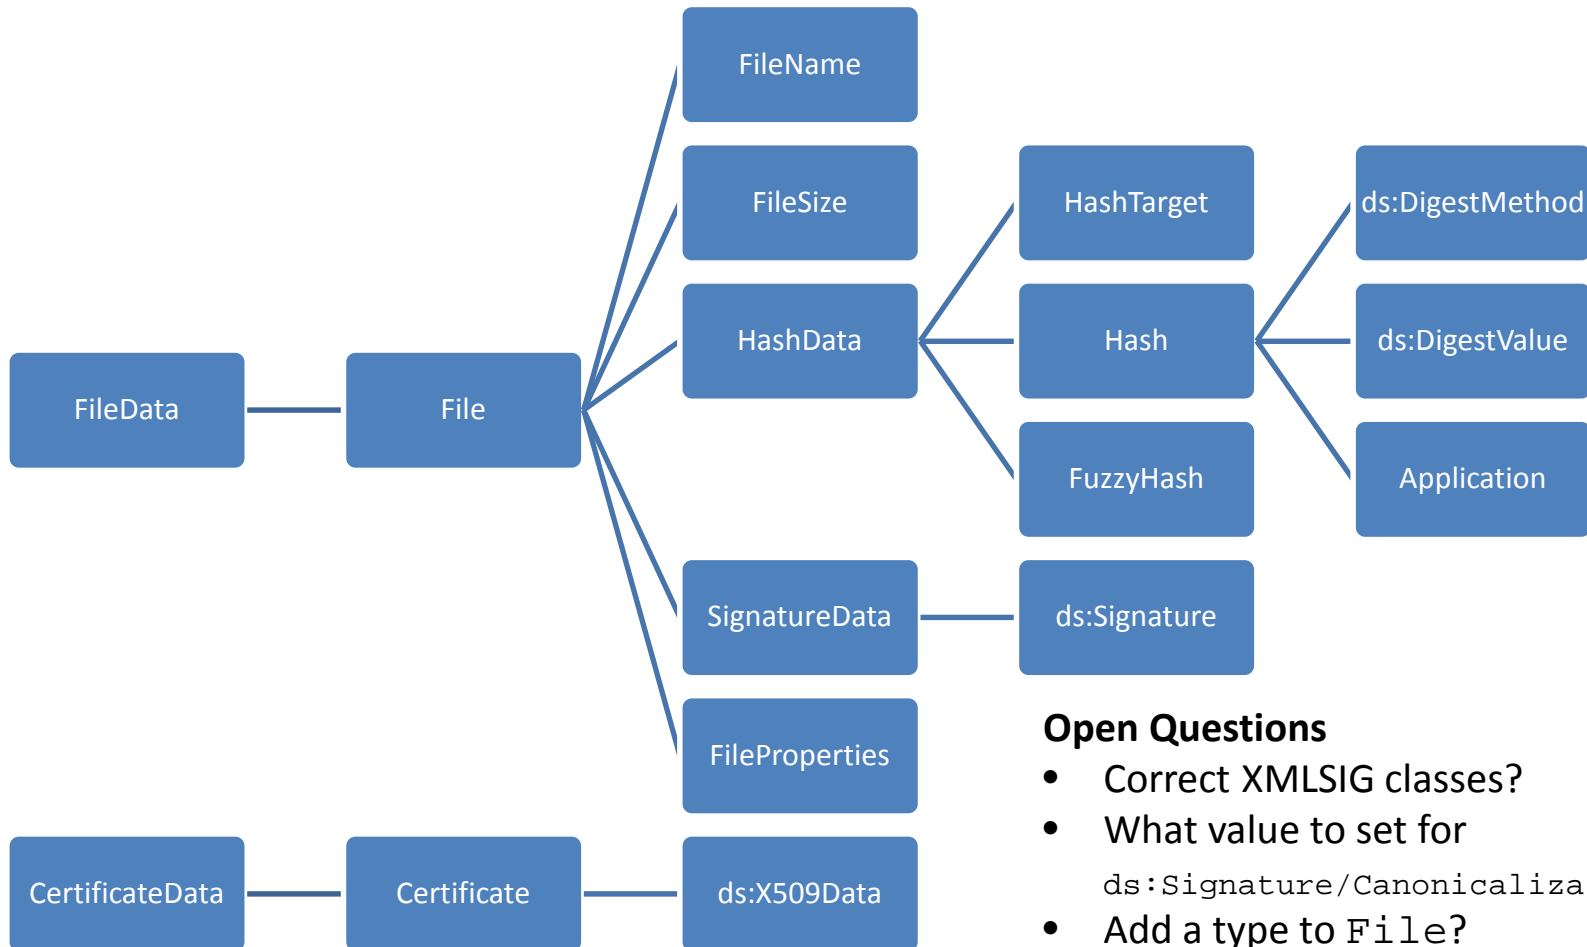 FileName
FileSize
HashTarget
ds:DigestMethod
HashData
Hash
ds:DigestValue
FileData
File
FuzzyHash
Application
SignatureData
ds:Signature
FileProperties
Open Questions
• Correct XMLSIG classes?
• What value to set for
ds:Signature/Canonicaliza
• Add a type to File?
CertificateData
Certificate
ds:X509Data